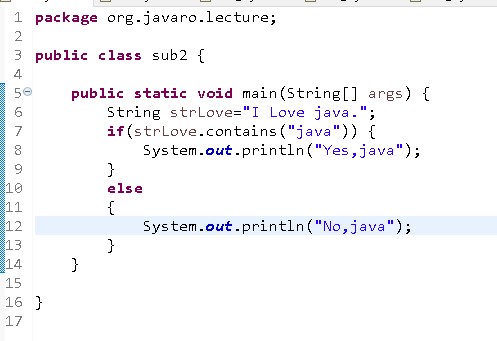 1 package org.javaro.lecture;
2
3 public class sub2 {
4
5 public static void main(String[] args) {
6 String strLove="I Love java.";
7 if(strLove.contains("java")) {
8 System.out.println("Yes,java");
9 }
10 else
11 {
12 System.out.println("No,java");
13 }
14 }
15
16 }
17